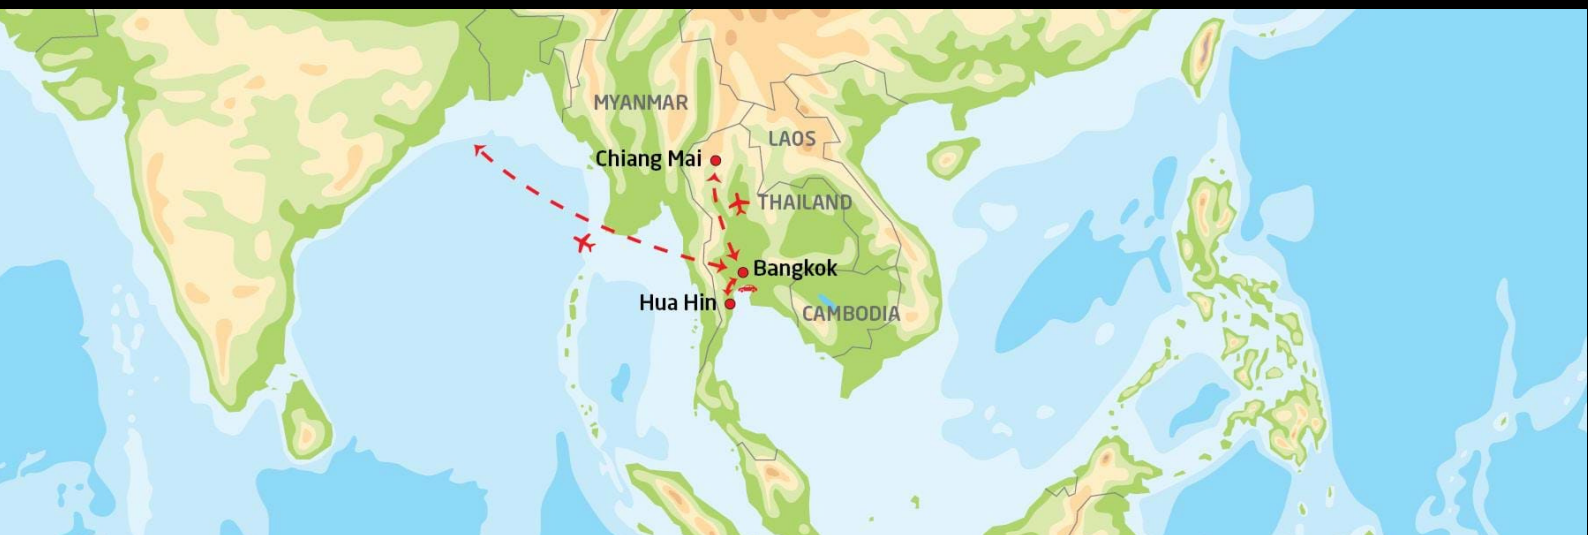 MYANMAR
LAOS
Chiang Mai
THAILAND
Bangkok
Hua Hin
CAMBODIA